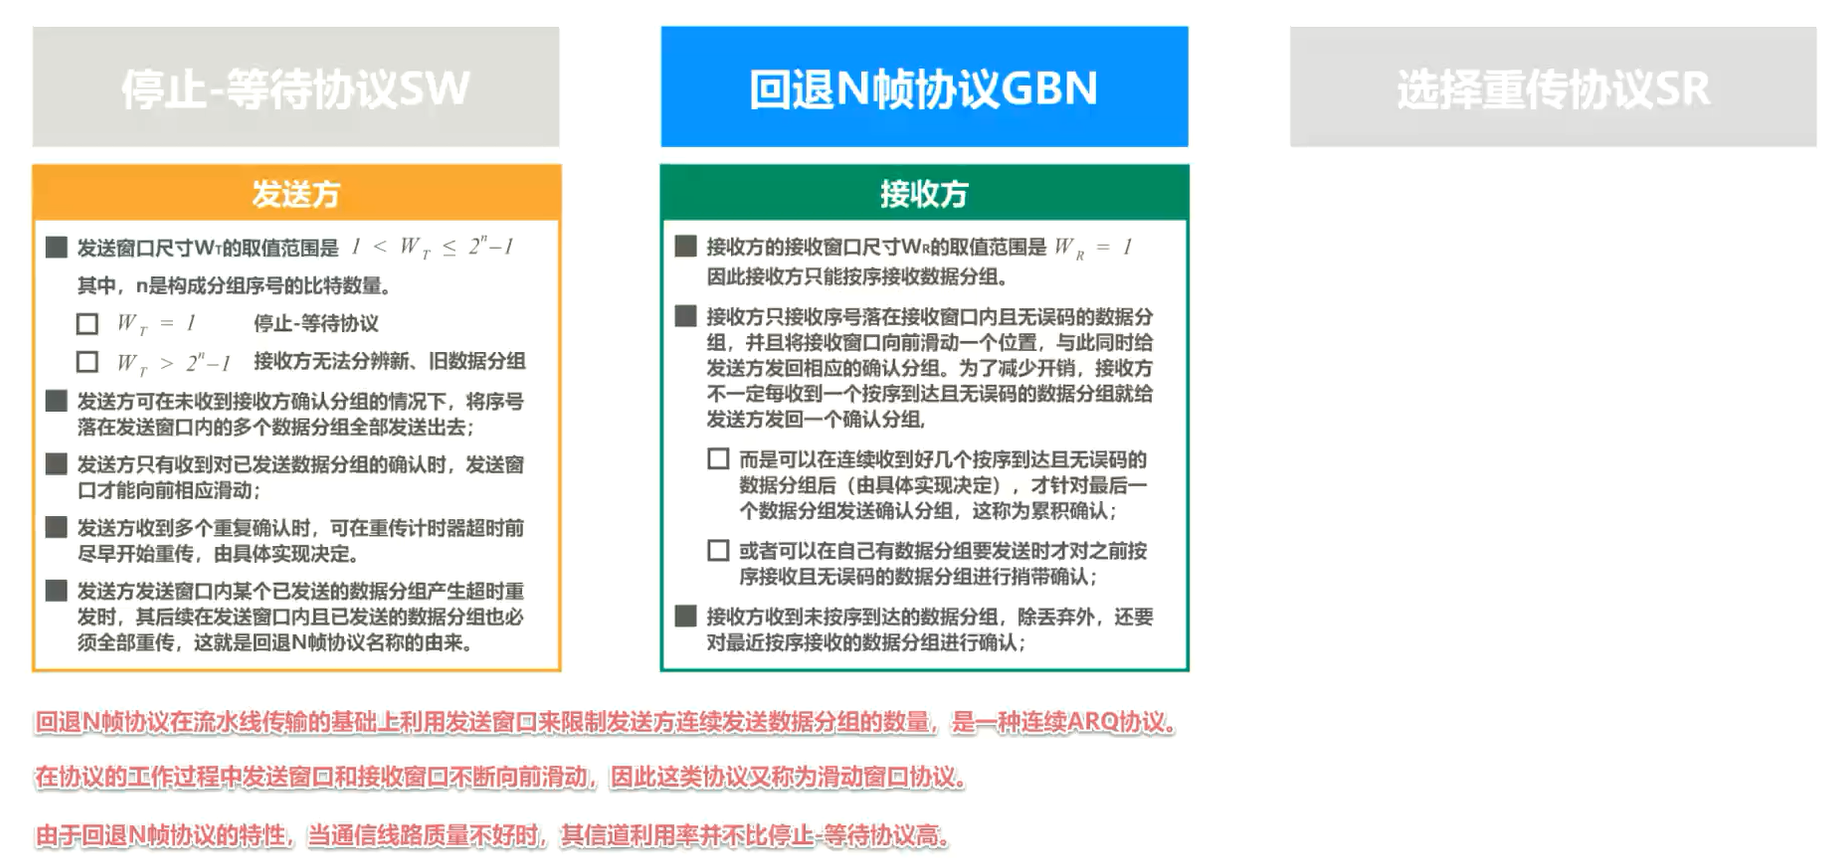 停止-等待协议SW
回退N帧协议GBN
选择重传协议SR
发送方
发送窗口尺寸WT的取值范围是 1 < W_T ≤ 2^n−1
其中，n是构成分组序号的比特数量。
W_T = 1 停止-等待协议
W_T > 2^n−1 接收方无法分辨新、旧数据分组
发送方可在未收到接收方确认分组的情况下，将序号
落在发送窗口内的多个数据分组全部发送出去；
发送方只有收到对已发送数据分组的确认时，发送窗
口才能向前相应滑动；
发送方收到多个重复确认时，可在重传计时器超时前
尽早开始重传，由具体实现决定。
发送方发送窗口内某个已发送的数据分组产生超时重
发时，其后续在发送窗口内且已发送的数据分组也必
须全部重传，这就是回退N帧协议名称的由来。
接收方
接收方的接收窗口尺寸WR的取值范围是 W_R = 1
因此接收方只能按序接收数据分组。
接收方只接收序号落在接收窗口内且无误码的数据分
组，并且将接收窗口向前滑动一个位置，与此同时给
发送方发回相应的确认分组。为了减少开销，接收方
不一定每收到一个按序到达且无误码的数据分组就给
发送方发回一个确认分组，
而是可以在连续收到好几个按序到达且无误码的
数据分组后（由具体实现决定），才针对最后一
个数据分组发送确认分组，这称为累积确认；
或者可以在自己有数据分组要发送时才对之前按
序接收且无误码的数据分组进行捎带确认；
接收方收到未按序到达的数据分组，除丢弃外，还要
对最近按序接收的数据分组进行确认；
回退N帧协议在流水线传输的基础上利用发送窗口来限制发送方连续发送数据分组的数量，是一种连续ARQ协议。
在协议的工作过程中发送窗口和接收窗口不断向前滑动，因此这类协议又称为滑动窗口协议。
由于回退N帧协议的特性，当通信线路质量不好时，其信道利用率并不比停止-等待协议高。